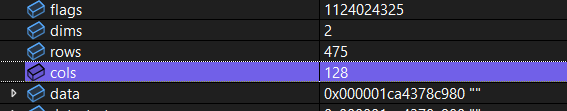 flags 1124024325
dims 2
rows 475
cols 128
data 0x000001ca4378c980 ""